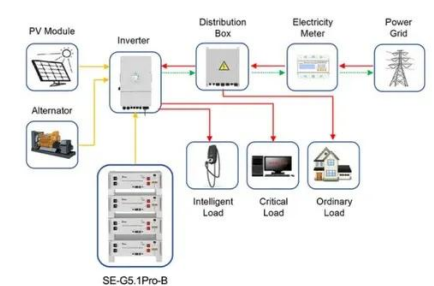 PV Module
Inverter
Distribution
Box
Electricity
Meter
Power
Grid
Alternator
Intelligent
Load
Critical
Load
Ordinary
Load
SE-G5.1Pro-B